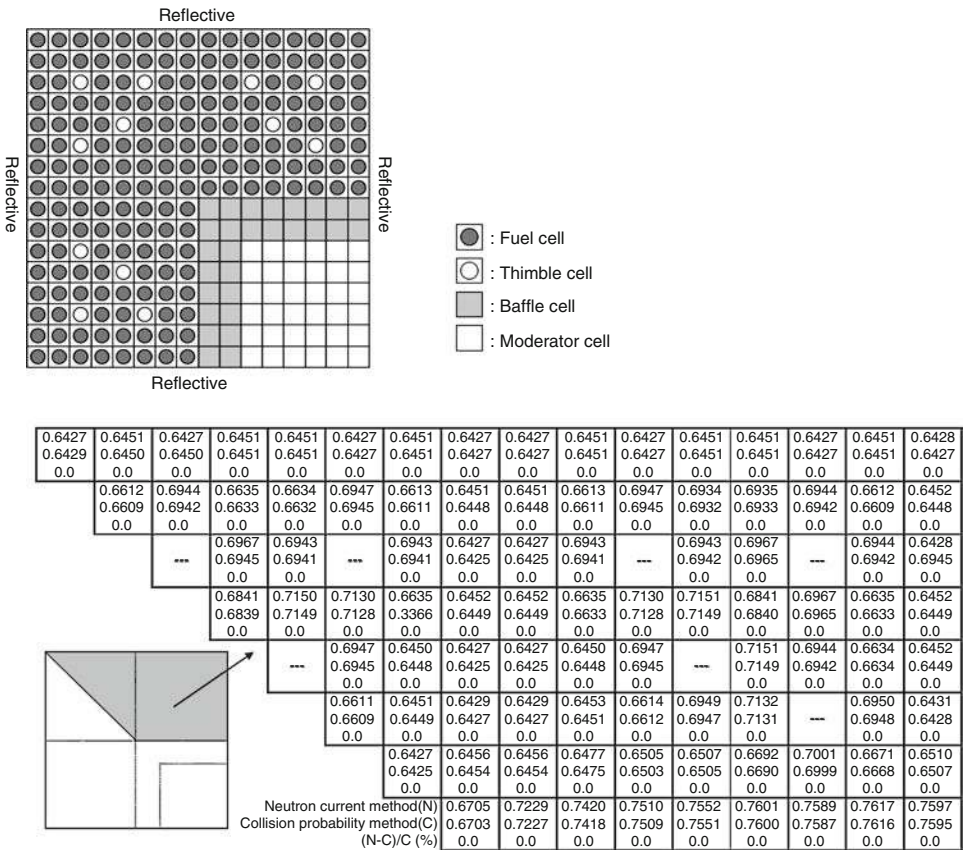 Reflective
Reflective
Reflective
Reflective
: Fuel cell
: Thimble cell
: Baffle cell
: Moderator cell
0.6427 0.6451 0.6427 0.6451 0.6451 0.6427 0.6451 0.6427 0.6427 0.6451 0.6427 0.6451 0.6451 0.6427 0.6451 0.6428
0.6429 0.6450 0.6450 0.6451 0.6451 0.6427 0.6451 0.6427 0.6427 0.6451 0.6427 0.6451 0.6451 0.6427 0.6451 0.6427
0.0 0.0 0.0 0.0 0.0 0.0 0.0 0.0 0.0 0.0 0.0 0.0 0.0 0.0 0.0 0.0
0.6612 0.6944 0.6635 0.6634 0.6947 0.6613 0.6451 0.6451 0.6613 0.6947 0.6934 0.6935 0.6944 0.6612 0.6452
0.6609 0.6942 0.6633 0.6632 0.6945 0.6611 0.6448 0.6448 0.6611 0.6945 0.6932 0.6933 0.6942 0.6609 0.6448
0.0 0.0 0.0 0.0 0.0 0.0 0.0 0.0 0.0 0.0 0.0 0.0 0.0 0.0 0.0
0.6967 0.6943 0.6943 0.6427 0.6427 0.6943 0.6943 0.6967 0.6944 0.6428
--- 0.6945 0.6941 --- 0.6941 0.6425 0.6425 0.6941 --- 0.6942 0.6965 --- 0.6942 0.6945
0.0 0.0 0.0 0.0 0.0 0.0 0.0 0.0 0.0 0.0
0.6841 0.7150 0.7130 0.6635 0.6452 0.6452 0.6635 0.7130 0.7151 0.6841 0.6967 0.6635 0.6452
0.6839 0.7149 0.7128 0.3366 0.6449 0.6449 0.6633 0.7128 0.7149 0.6840 0.6965 0.6633 0.6449
0.0 0.0 0.0 0.0 0.0 0.0 0.0 0.0 0.0 0.0 0.0 0.0 0.0
0.6947 0.6450 0.6427 0.6427 0.6450 0.6947 0.7151 0.6944 0.6634 0.6452
--- 0.6945 0.6448 0.6425 0.6425 0.6448 0.6945 --- 0.7149 0.6942 0.6634 0.6449
0.0 0.0 0.0 0.0 0.0 0.0 0.0 0.0 0.0 0.0
0.6611 0.6451 0.6429 0.6429 0.6453 0.6614 0.6949 0.7132 0.6950 0.6431
0.6609 0.6449 0.6427 0.6427 0.6451 0.6612 0.6947 0.7131 --- 0.6948 0.6428
0.0 0.0 0.0 0.0 0.0 0.0 0.0 0.0 0.0 0.0
0.6427 0.6456 0.6456 0.6477 0.6505 0.6507 0.6692 0.7001 0.6671 0.6510
0.6425 0.6454 0.6454 0.6475 0.6503 0.6505 0.6690 0.6999 0.6668 0.6507
0.0 0.0 0.0 0.0 0.0 0.0 0.0 0.0 0.0 0.0
Neutron current method(N) 0.6705 0.7229 0.7420 0.7510 0.7552 0.7601 0.7589 0.7617 0.7597
Collision probability method(C) 0.6703 0.7227 0.7418 0.7509 0.7551 0.7600 0.7587 0.7616 0.7595
(N-C)/C (%) 0.0 0.0 0.0 0.0 0.0 0.0 0.0 0.0 0.0